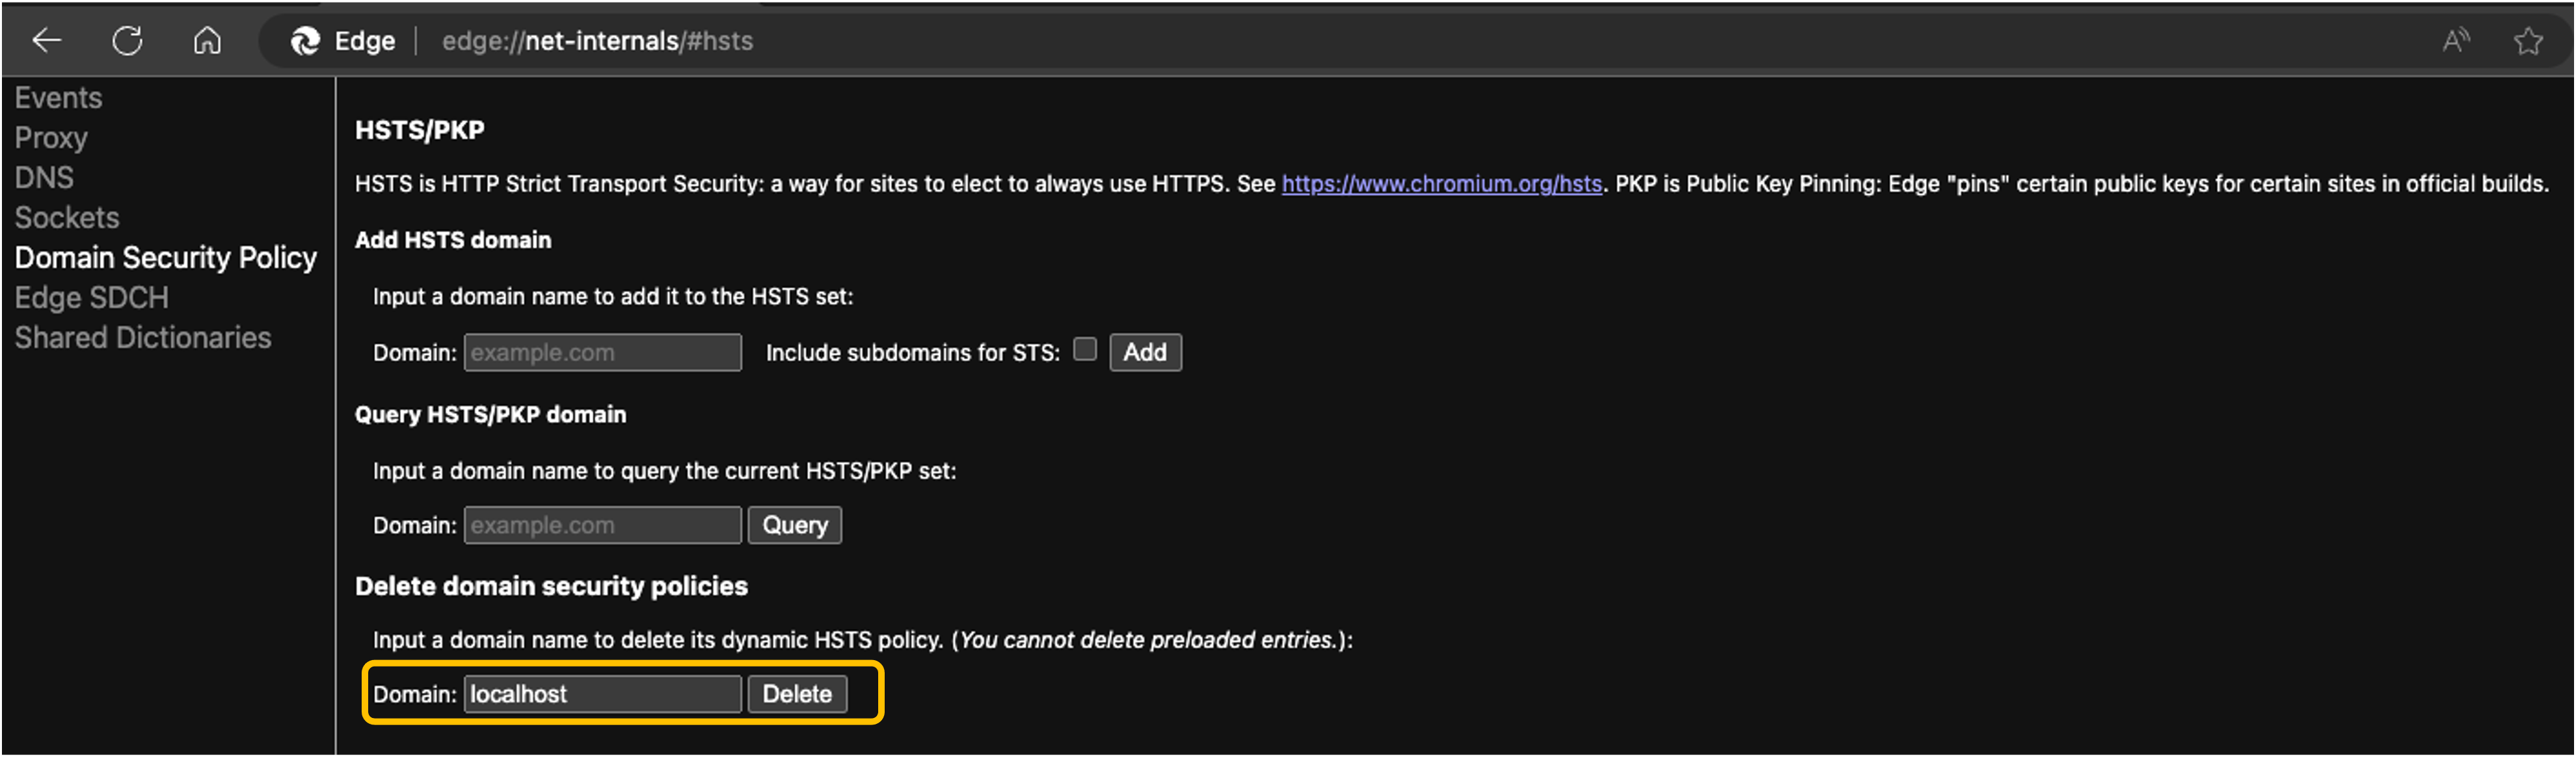 Edge edge://net-internals/#hsts A
Events
Proxy
DNS
Sockets
Domain Security Policy
Edge SDCH
Shared Dictionaries
HSTS/PKP
HSTS is HTTP Strict Transport Security: a way for sites to elect to always use HTTPS. See https://www.chromium.org/hsts. PKP is Public Key Pinning: Edge "pins" certain public keys for certain sites in official builds.
Add HSTS domain
Input a domain name to add it to the HSTS set:
Domain: example.com Include subdomains for STS: Add
Query HSTS/PKP domain
Input a domain name to query the current HSTS/PKP set:
Domain: example.com Query
Delete domain security policies
Input a domain name to delete its dynamic HSTS policy. (You cannot delete preloaded entries.):
Domain: localhost Delete